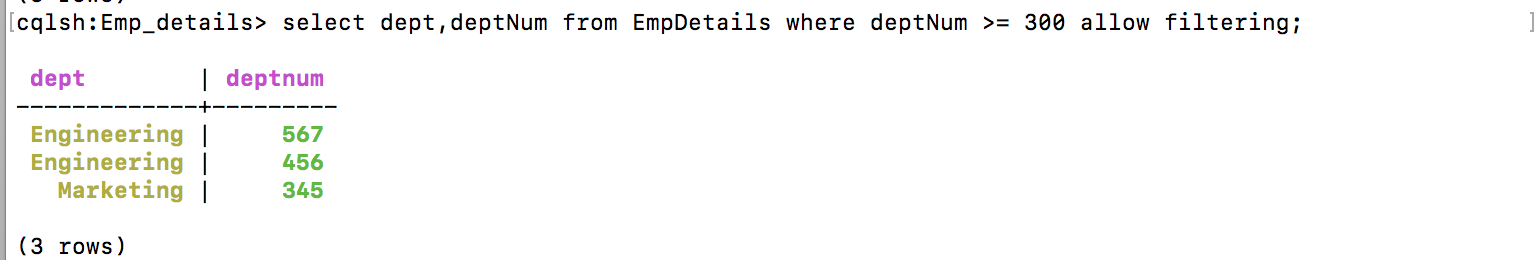 [cqlsh:Emp_details> select dept,deptNum from EmpDetails where deptNum >= 300 allow filtering; ]
dept | deptnum
-------------+---------
Engineering | 567
Engineering | 456
Marketing | 345
(3 rows)